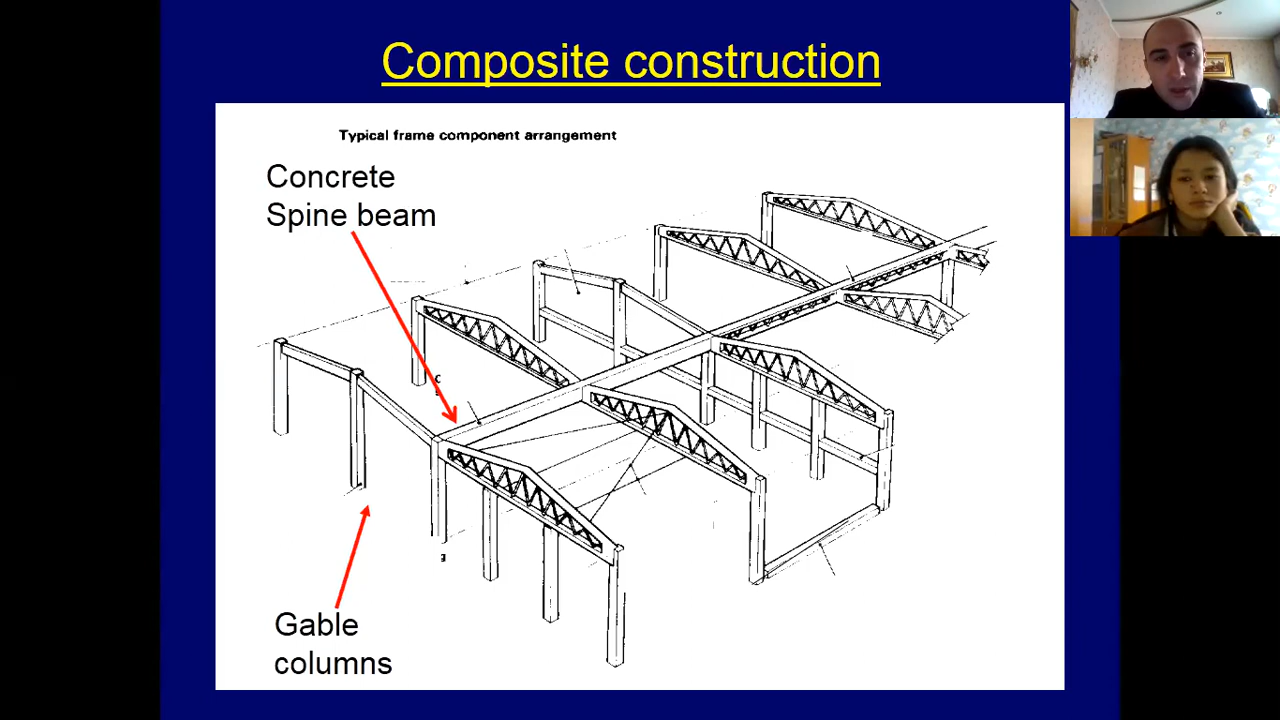 Composite construction
Typical frame component arrangement
Concrete
Spine beam
Gable
columns